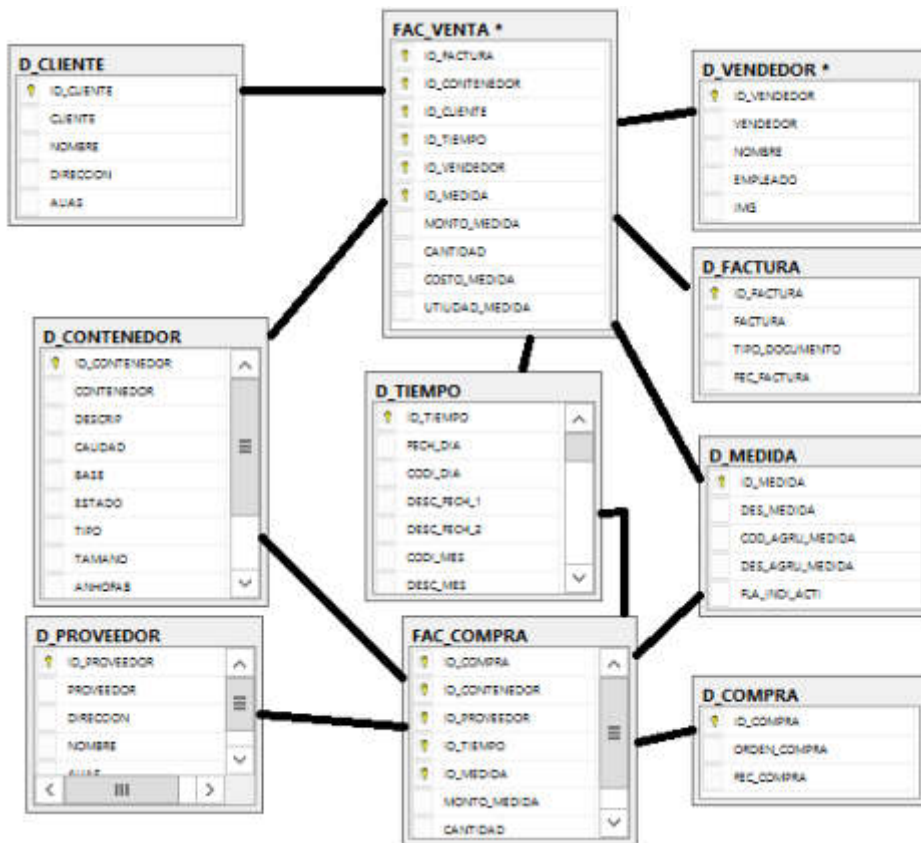 FAC_VENTA *
ID_FACTURA
ID_CONTENEDOR
ID_CLIENTE
ID_TIEMPO
ID_VENDEDOR
ID_MEDIDA
MONTO_MEDIDA
CANTIDAD
COSTO_MEDIDA
UTILIDAD_MEDIDA
D_CLIENTE
ID_CLIENTE
CLIENTE
NOMBRE
DIRECCION
ALIAS
D_VENDEDOR *
ID_VENDEDOR
VENDEDOR
NOMBRE
EMPLEADO
IMG
D_FACTURA
ID_FACTURA
FACTURA
TIPO_DOCUMENTO
FEC_FACTURA
D_CONTENEDOR
ID_CONTENEDOR
CONTENEDOR
DESCRIP
CALIDAD
BASE
ESTADO
TIPO
TAMANO
ANHOFAB
D_TIEMPO
ID_TIEMPO
FECH_DIA
CODI_DIA
DESC_FECH_1
DESC_FECH_2
CODI_MES
DESC_MES
D_MEDIDA
ID_MEDIDA
DES_MEDIDA
COD_AGRU_MEDIDA
DES_AGRU_MEDIDA
FLA_INDI_ACTI
D_PROVEEDOR
ID_PROVEEDOR
PROVEEDOR
DIRECCION
NOMBRE
ALIAS
FAC_COMPRA
ID_COMPRA
ID_CONTENEDOR
ID_PROVEEDOR
ID_TIEMPO
ID_MEDIDA
MONTO_MEDIDA
CANTIDAD
D_COMPRA
ID_COMPRA
ORDEN_COMPRA
FEC_COMPRA